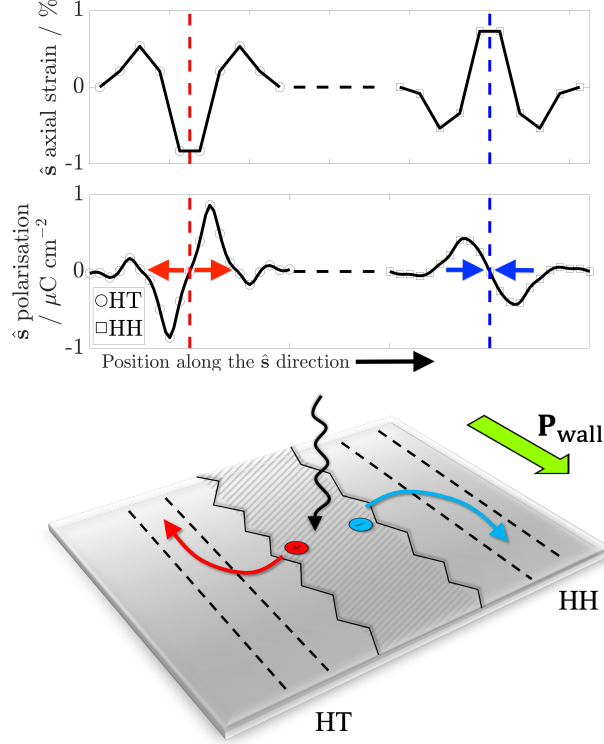 ŝ axial strain / %
1
0
-1
ŝ polarisation
/ μC cm⁻²
1
0
-1
HT
HH
Position along the ŝ direction
P_wall
+
−
HH
HT